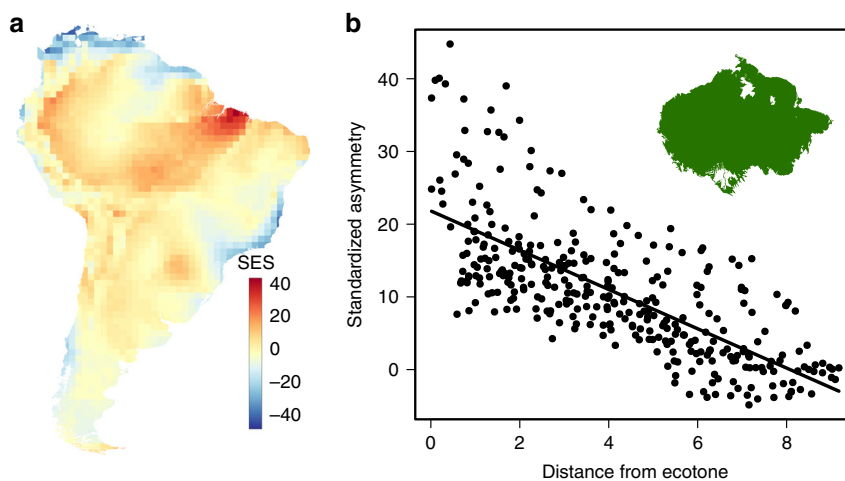 a
SES
40
20
0
−20
−40
b
Standardized asymmetry
40
30
20
10
0
0 2 4 6 8
Distance from ecotone